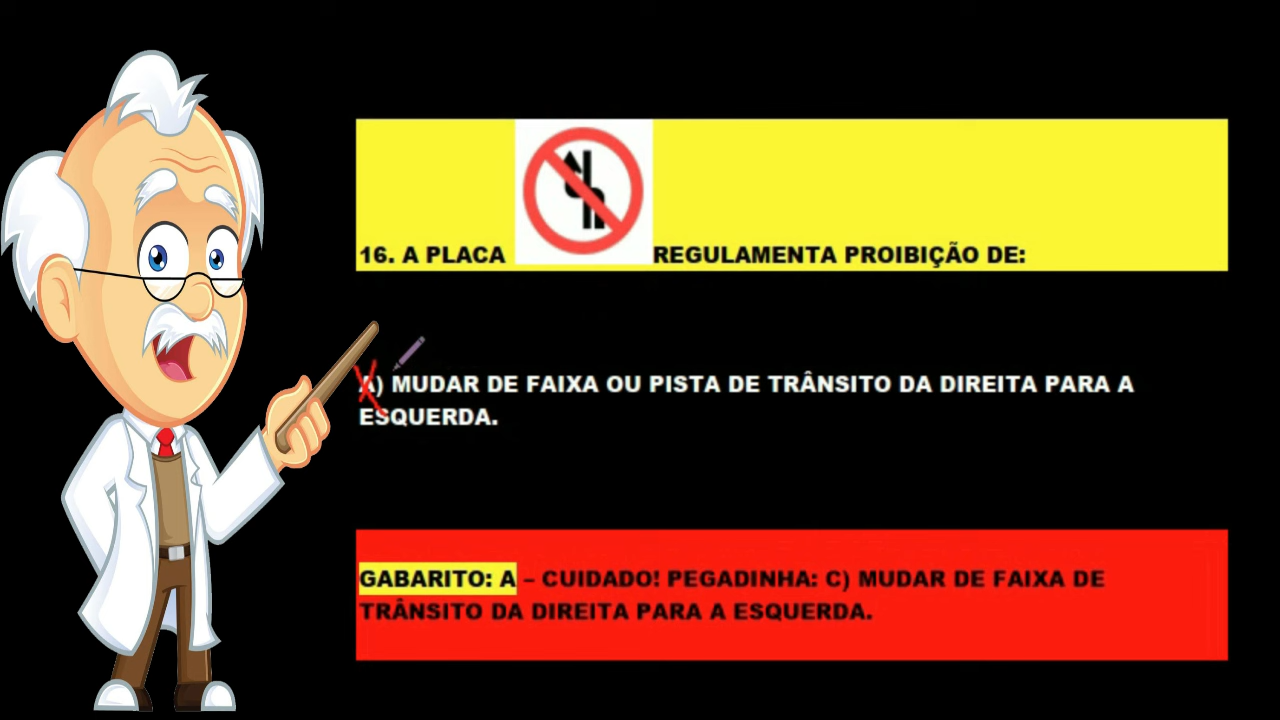 16. A PLACA REGULAMENTA PROIBIÇÃO DE:
A) MUDAR DE FAIXA OU PISTA DE TRÂNSITO DA DIREITA PARA A
ESQUERDA.
GABARITO: A – CUIDADO! PEGADINHA: C) MUDAR DE FAIXA DE
TRÂNSITO DA DIREITA PARA A ESQUERDA.